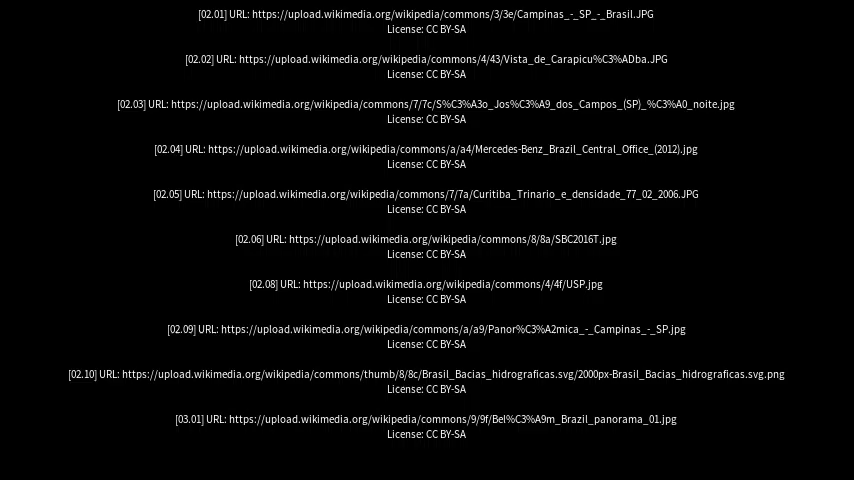 [02.01] URL: https://upload.wikimedia.org/wikipedia/commons/3/3e/Campinas_-_SP_-_Brasil.JPG
License: CC BY-SA
[02.02] URL: https://upload.wikimedia.org/wikipedia/commons/4/43/Vista_de_Carapicu%C3%ADba.JPG
License: CC BY-SA
[02.03] URL: https://upload.wikimedia.org/wikipedia/commons/7/7c/S%C3%A3o_Jos%C3%A9_dos_Campos_(SP)_%C3%A0_noite.jpg
License: CC BY-SA
[02.04] URL: https://upload.wikimedia.org/wikipedia/commons/a/a4/Mercedes-Benz_Brazil_Central_Office_(2012).jpg
License: CC BY-SA
[02.05] URL: https://upload.wikimedia.org/wikipedia/commons/7/7a/Curitiba_Trinario_e_densidade_77_02_2006.JPG
License: CC BY-SA
[02.06] URL: https://upload.wikimedia.org/wikipedia/commons/8/8a/SBC2016T.jpg
License: CC BY-SA
[02.08] URL: https://upload.wikimedia.org/wikipedia/commons/4/4f/USP.jpg
License: CC BY-SA
[02.09] URL: https://upload.wikimedia.org/wikipedia/commons/a/a9/Panor%C3%A2mica_-_Campinas_-_SP.jpg
License: CC BY-SA
[02.10] URL: https://upload.wikimedia.org/wikipedia/commons/thumb/8/8c/Brasil_Bacias_hidrograficas.svg/2000px-Brasil_Bacias_hidrograficas.svg.png
License: CC BY-SA
[03.01] URL: https://upload.wikimedia.org/wikipedia/commons/9/9f/Bel%C3%A9m_Brazil_panorama_01.jpg
License: CC BY-SA